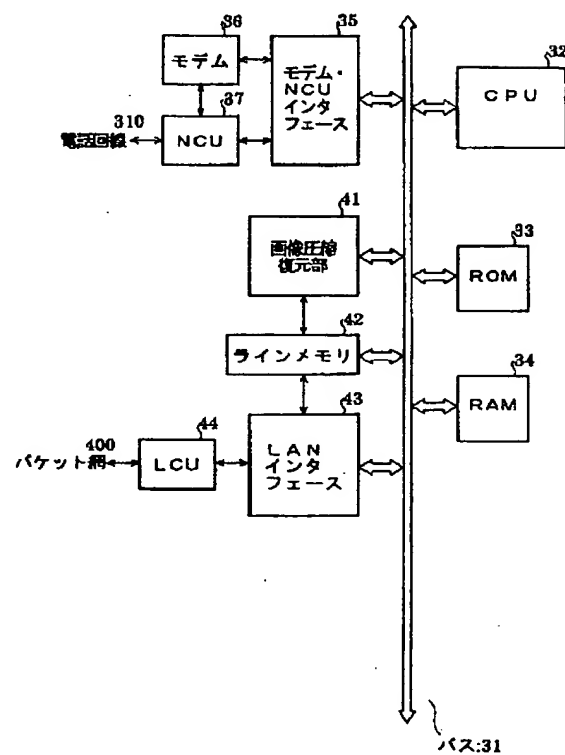 36
モデム
35
モデム・
NCU
インタ
フェース
32
CPU
310
電話回線
37
NCU
41
画像圧縮
復元部
33
ROM
42
ラインメモリ
34
RAM
43
LAN
インタ
フェース
44
LCU
400
パケット網
バス:31